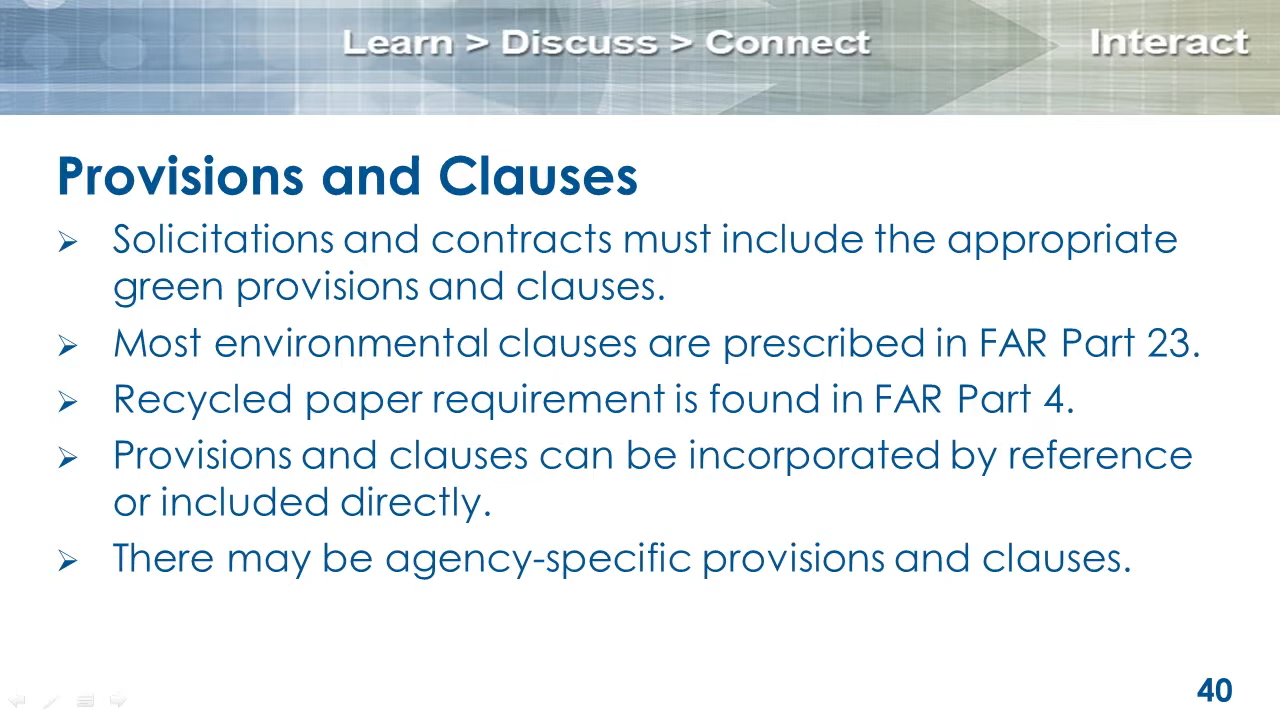 Learn > Discuss > Connect
Interact
Provisions and Clauses
Solicitations and contracts must include the appropriate
green provisions and clauses.
Most environmental clauses are prescribed in FAR Part 23.
Recycled paper requirement is found in FAR Part 4.
Provisions and clauses can be incorporated by reference
or included directly.
There may be agency-specific provisions and clauses.
40